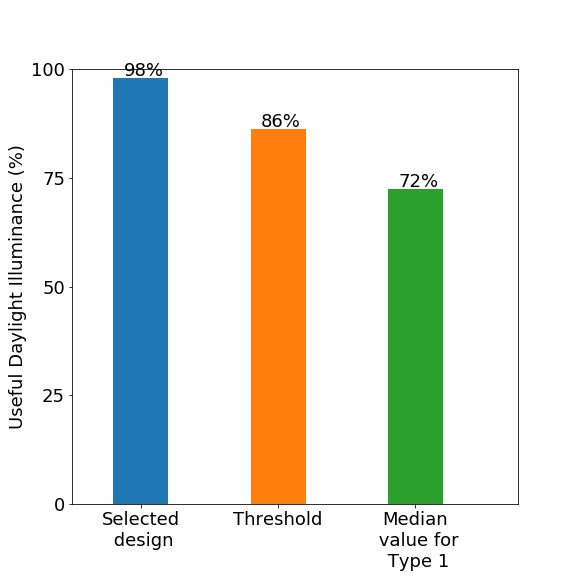 98%
86%
72%
100
75
50
25
0
Useful Daylight Illuminance (%)
Selected
design
Threshold
Median
value for
Type 1